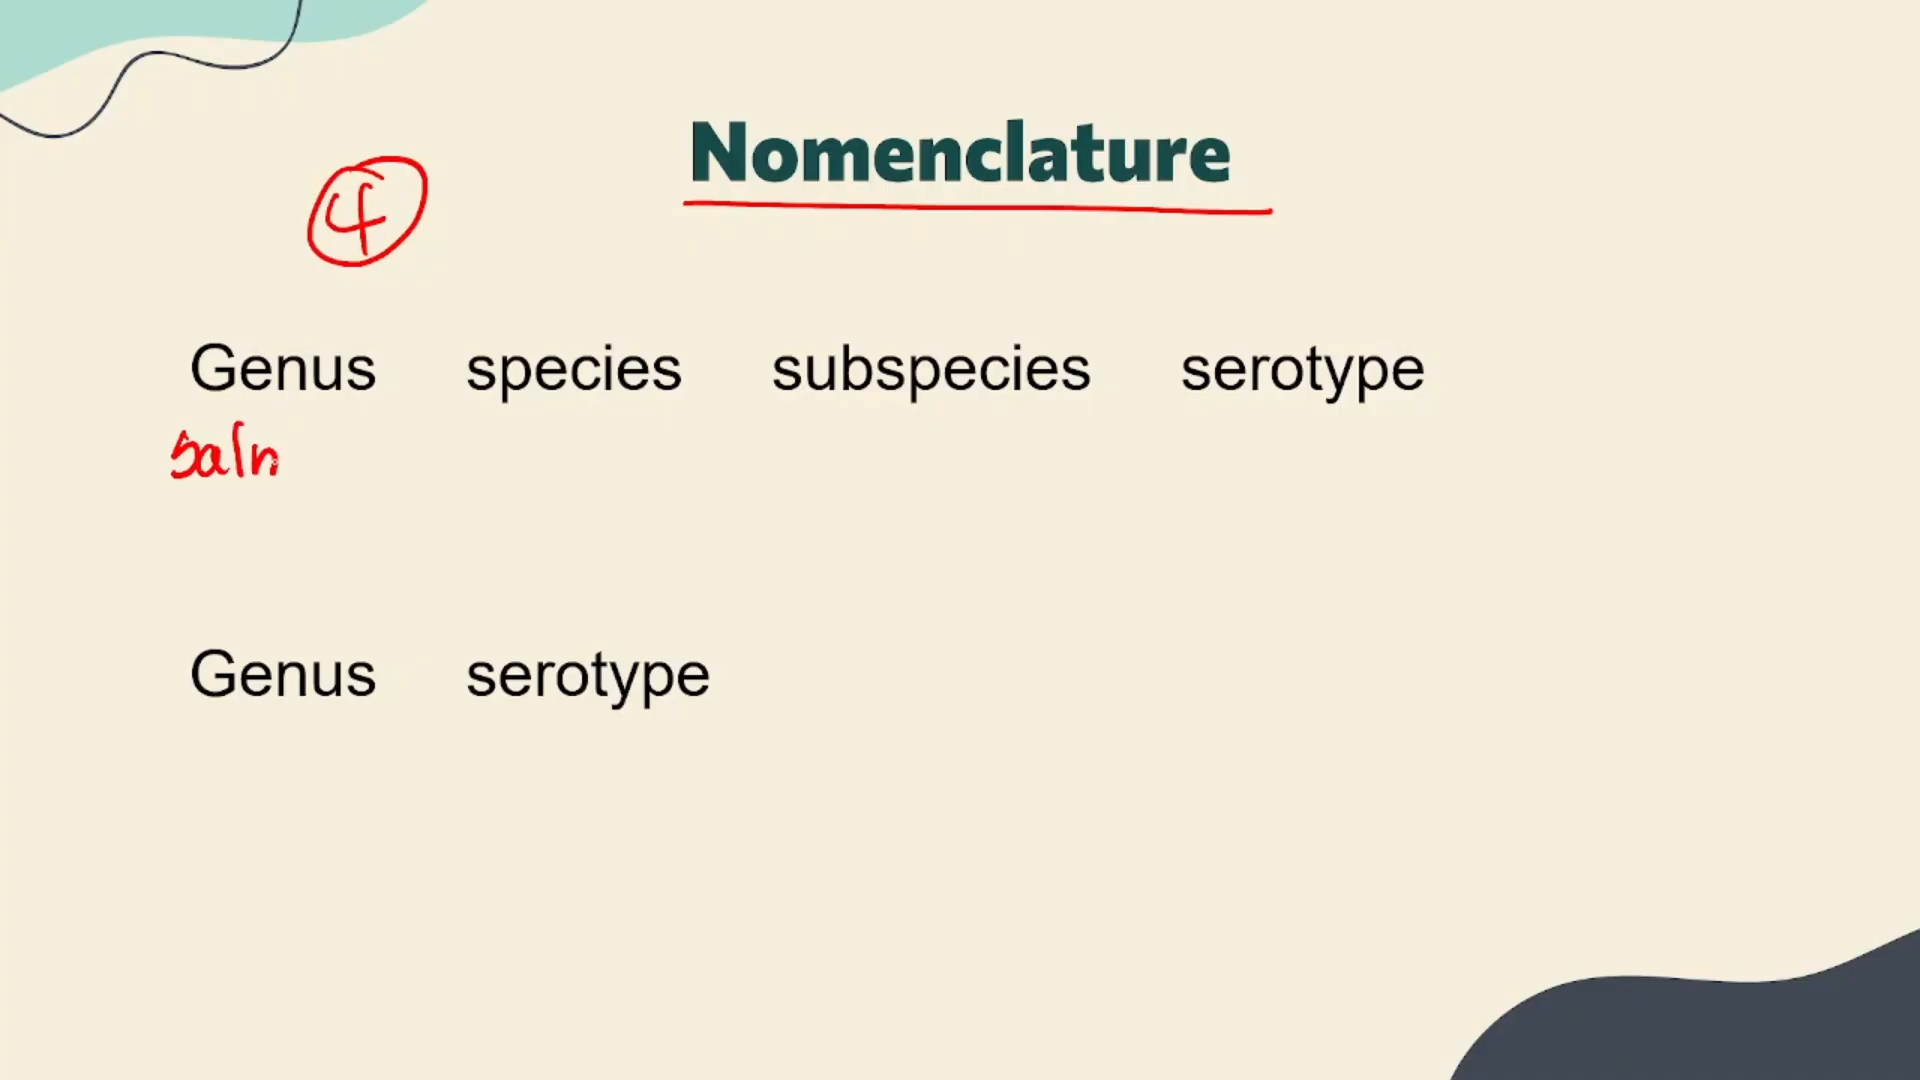 Nomenclature
4
Genus species subspecies serotype
Saln
Genus serotype